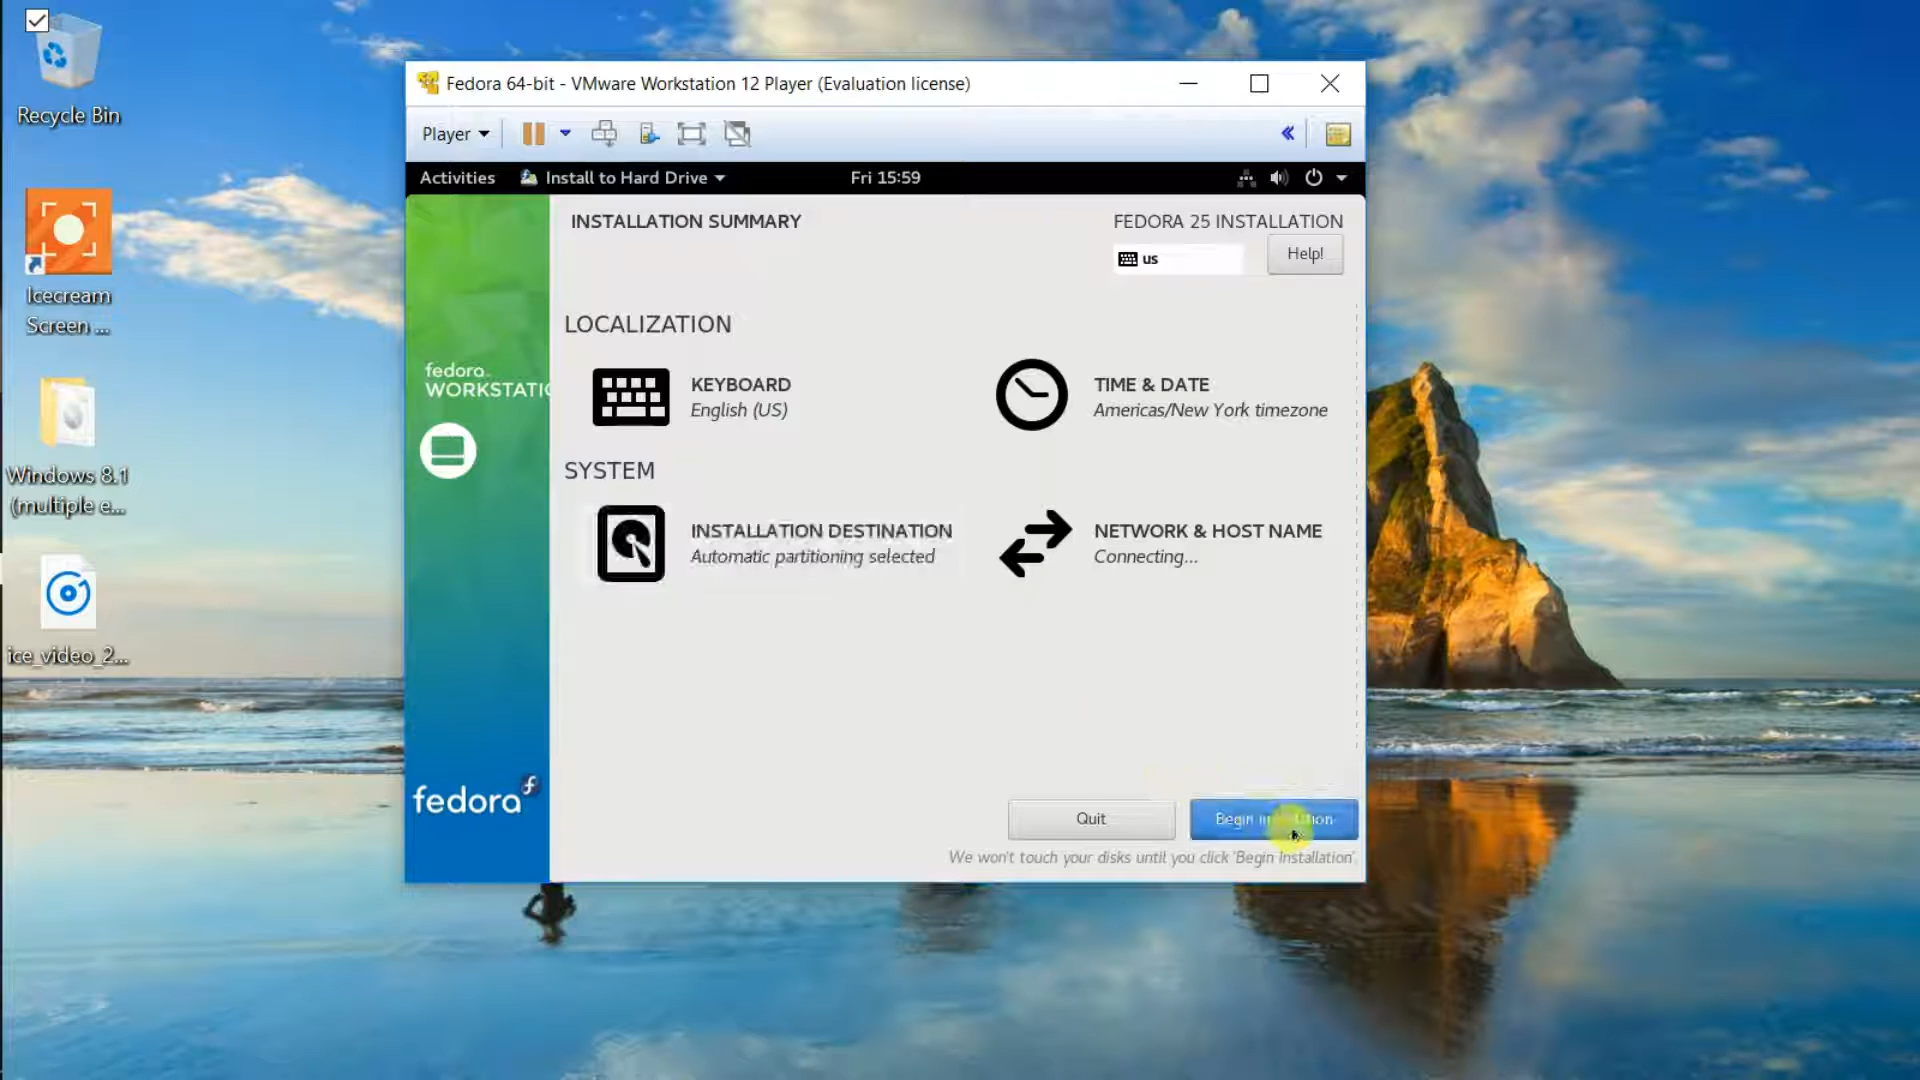 Recycle Bin
Icecream
Screen ...
Windows 8.1
(multiple e...
ice_video_2...
Fedora 64-bit - VMware Workstation 12 Player (Evaluation license)
Player
Activities
Install to Hard Drive
Fri 15:59
INSTALLATION SUMMARY
FEDORA 25 INSTALLATION
us
Help!
fedora
WORKSTATIO
LOCALIZATION
KEYBOARD
English (US)
TIME & DATE
Americas/New York timezone
SYSTEM
INSTALLATION DESTINATION
Automatic partitioning selected
NETWORK & HOST NAME
Connecting...
fedora
Quit
Begin
We won't touch your disks until you click 'Begin Installation'.